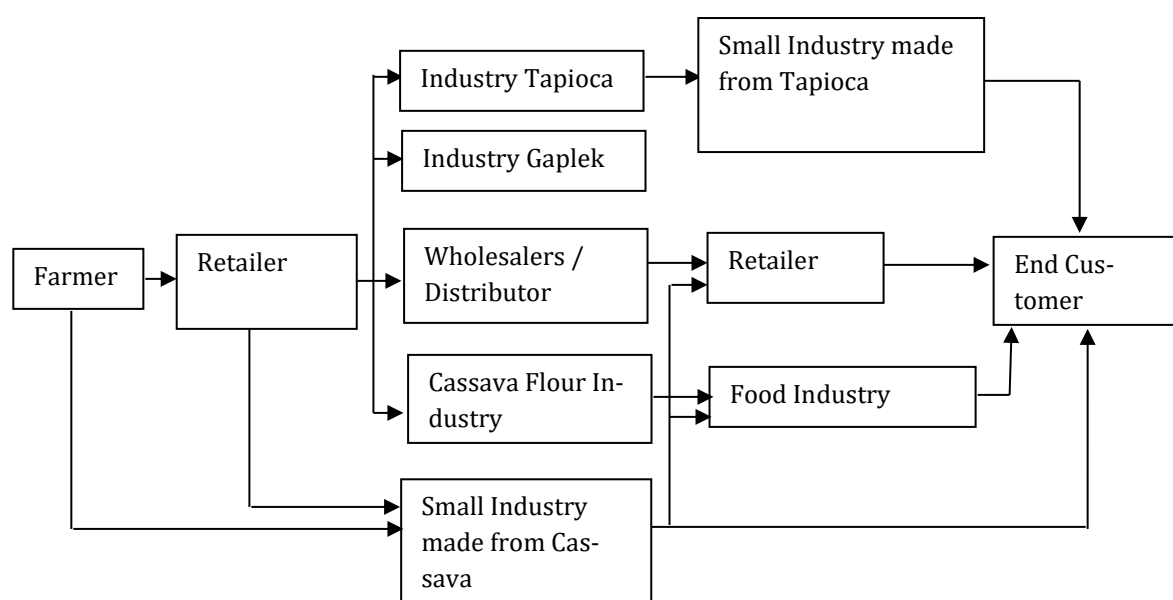 Small Industry made
from Tapioca
Industry Tapioca
Industry Gaplek
Farmer
Retailer
Wholesalers /
Distributor
Retailer
End Cus-
tomer
Cassava Flour In-
dustry
Food Industry
Small Industry
made from Cas-
sava